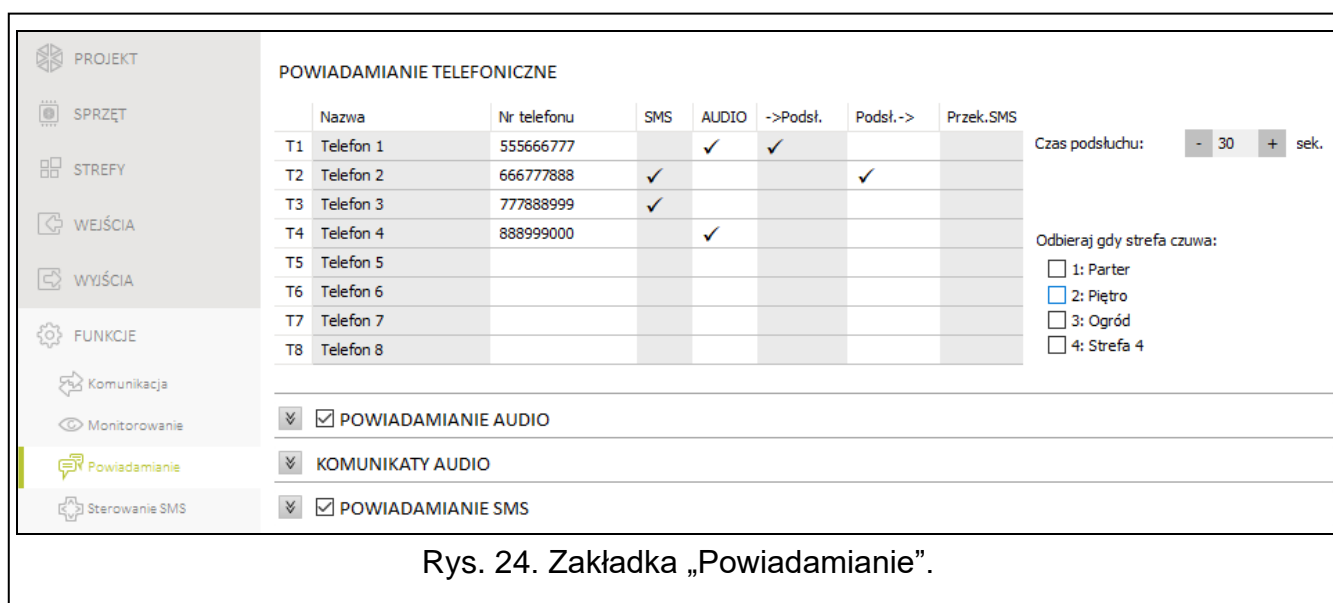 PROJEKT
SPRZĘT
STREFY
WEJŚCIA
WYJŚCIA
FUNKCJE
Komunikacja
Monitorowanie
Powiadamianie
Sterowanie SMS
POWIADAMIANIE TELEFONICZNE
Nazwa Nr telefonu SMS AUDIO ->Podsł. Podsł.-> Przek.SMS
T1 Telefon 1 555666777 ✓ ✓
T2 Telefon 2 666777888 ✓ ✓
T3 Telefon 3 777888999 ✓
T4 Telefon 4 888999000 ✓
T5 Telefon 5
T6 Telefon 6
T7 Telefon 7
T8 Telefon 8
Czas podsłuchu: - 30 + sek.
Odbieraj gdy strefa czuwa:
1: Parter
2: Piętro
3: Ogród
4: Strefa 4
POWIADAMIANIE AUDIO
KOMUNIKATY AUDIO
POWIADAMIANIE SMS
Rys. 24. Zakładka „Powiadamianie”.